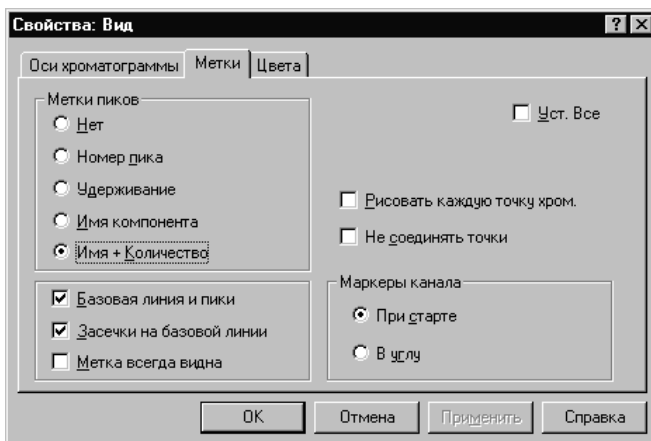 Свойства: Вид
Оси хроматограммы Метки Цвета
Метки пиков
Нет
Номер пика
Удерживание
Имя компонента
Имя + Количество
Уст. Все
Рисовать каждую точку хром.
Не соединять точки
Базовая линия и пики
Засечки на базовой линии
Метка всегда видна
Маркеры канала
При старте
В углу
OK Отмена Применить Справка